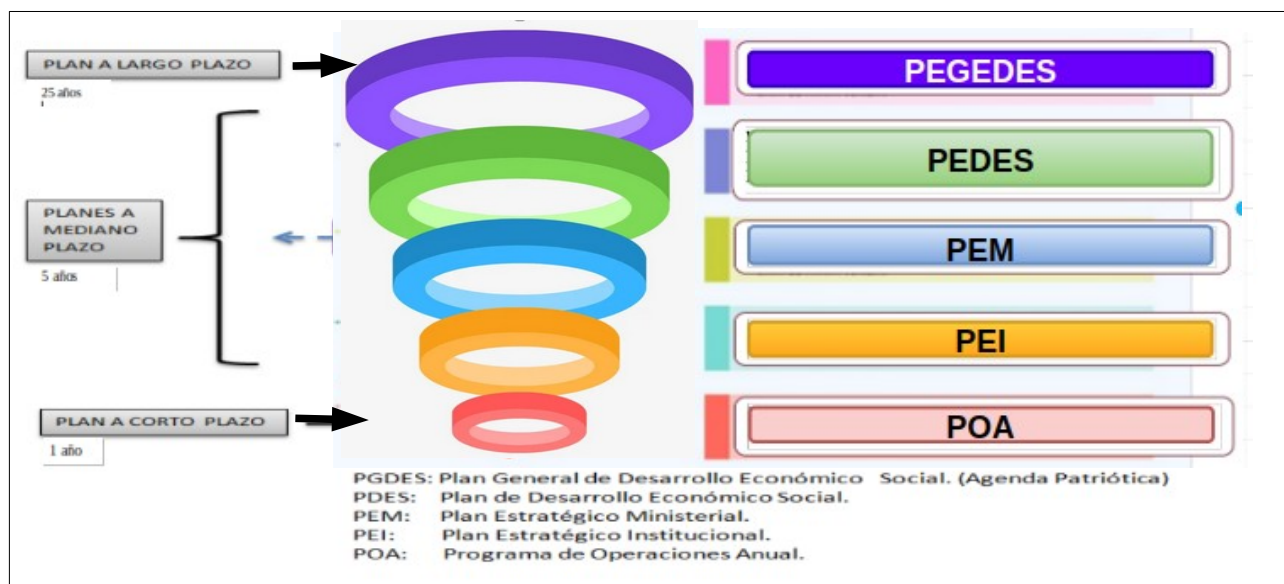 PLAN A LARGO PLAZO
25 años
PEGEDES
PEDES
PLANES A
MEDIANO
PLAZO
5 años
PEM
PEI
PLAN A CORTO PLAZO
1 año
POA
PGDES: Plan General de Desarrollo Económico Social. (Agenda Patriótica)
PDES: Plan de Desarrollo Económico Social.
PEM: Plan Estratégico Ministerial.
PEI: Plan Estratégico Institucional.
POA: Programa de Operaciones Anual.